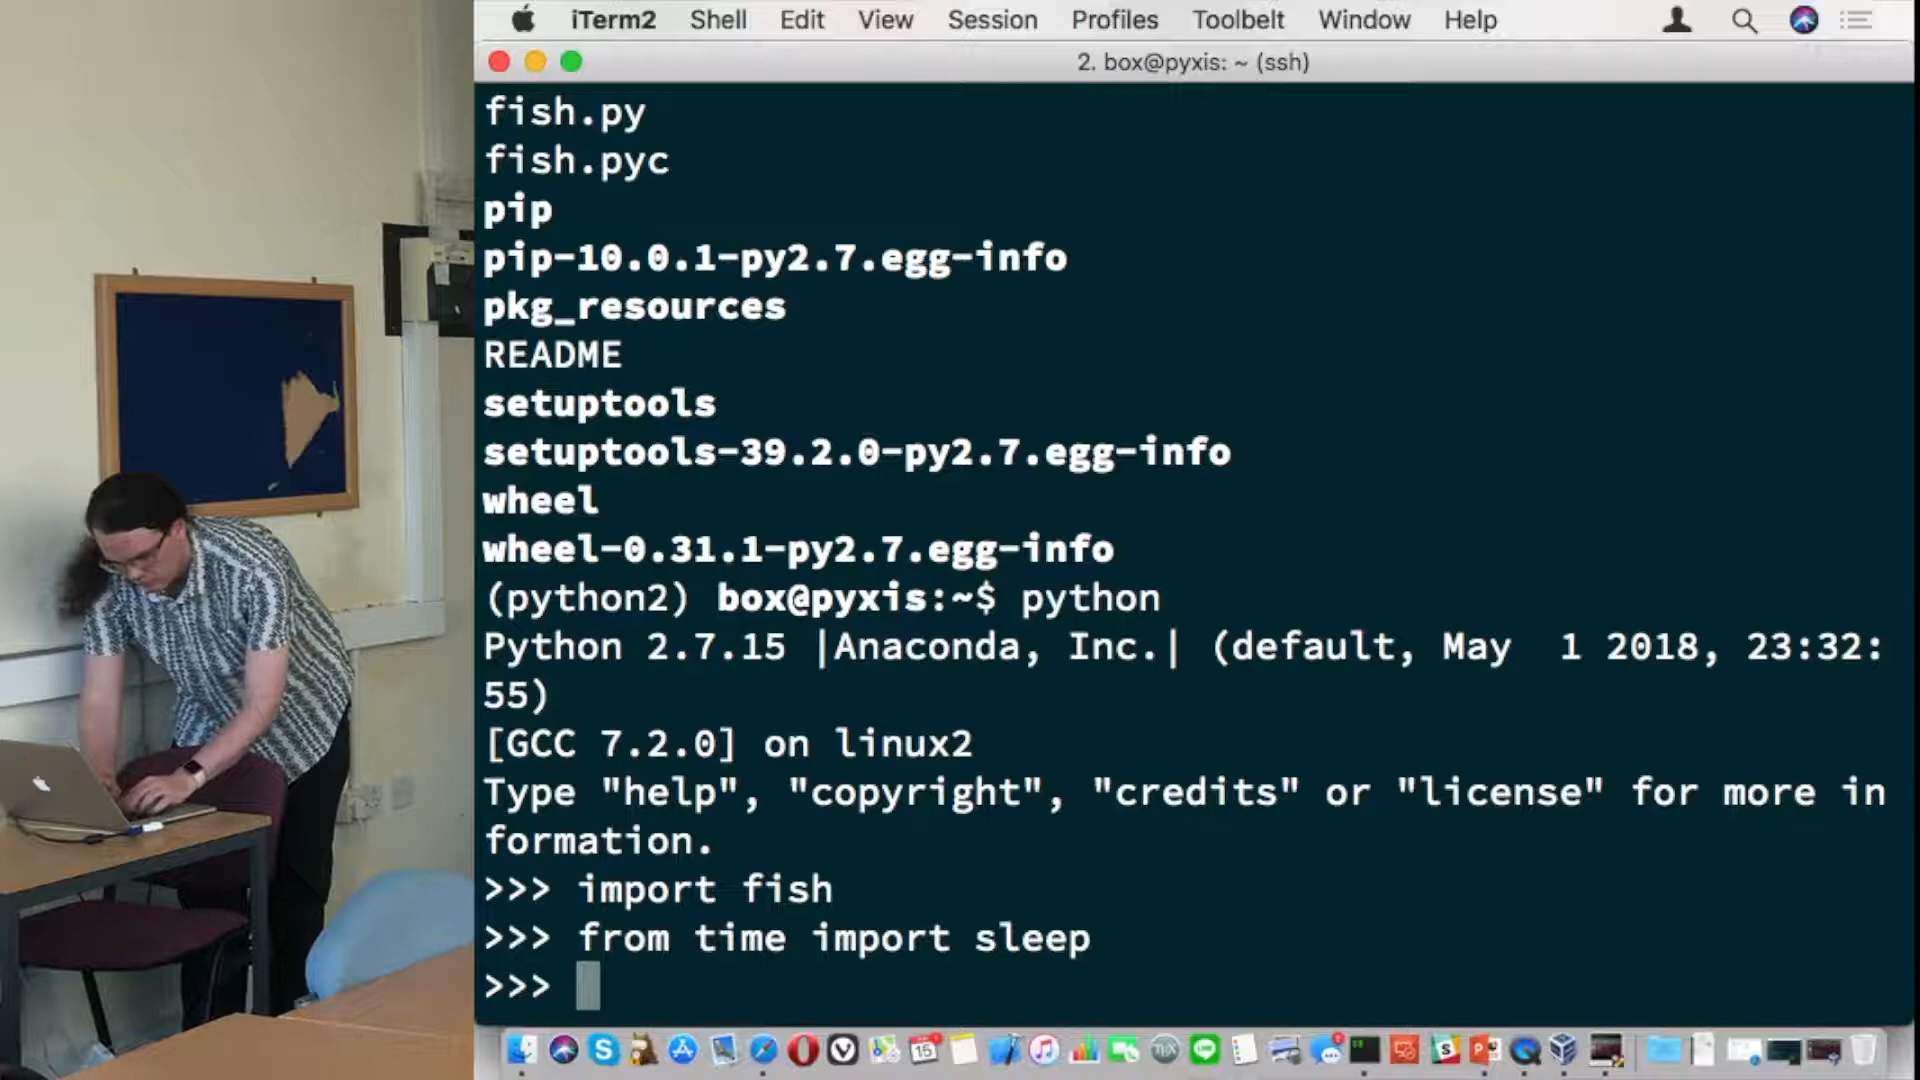 iTerm2 Shell Edit View Session Profiles Toolbelt Window Help
2. box@pyxis: ~ (ssh)
fish.py
fish.pyc
pip
pip-10.0.1-py2.7.egg-info
pkg_resources
README
setuptools
setuptools-39.2.0-py2.7.egg-info
wheel
wheel-0.31.1-py2.7.egg-info
(python2) box@pyxis:~$ python
Python 2.7.15 |Anaconda, Inc.| (default, May  1 2018, 23:32:
55)
[GCC 7.2.0] on linux2
Type "help", "copyright", "credits" or "license" for more in
formation.
>>> import fish
>>> from time import sleep
>>>
15